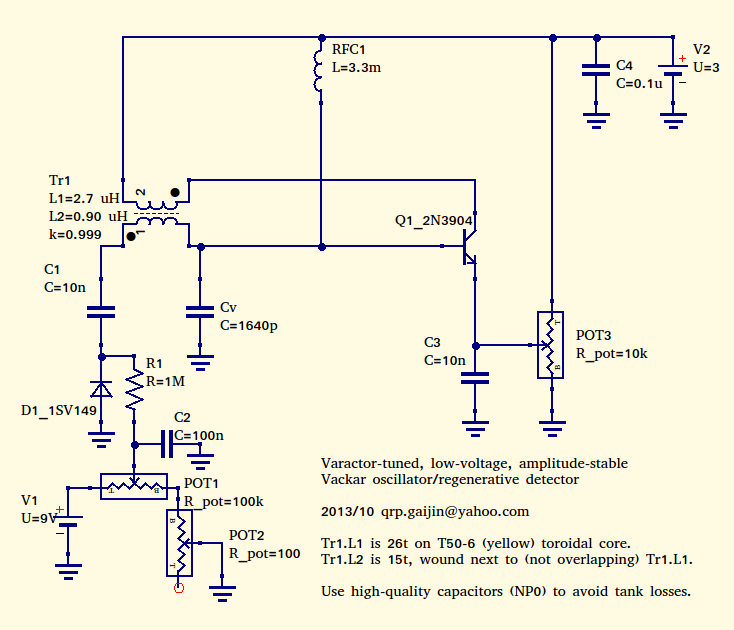 RFC1
L=3.3m
C4
C=0.1u
V2
U=3
+
−
Tr1
L1=2.7 uH
L2=0.90 uH
k=0.999
2
1
Q1_2N3904
C1
C=10n
Cv
C=1640p
C3
C=10n
POT3
R_pot=10k
T
B
R1
R=1M
D1_1SV149
C2
C=100n
POT1
R_pot=100k
T
B
V1
U=9V
+
−
POT2
R_pot=100
B
T
Varactor-tuned, low-voltage, amplitude-stable
Vackar oscillator/regenerative detector
2013/10 qrp.gaijin@yahoo.com
Tr1.L1 is 26t on T50-6 (yellow) toroidal core.
Tr1.L2 is 15t, wound next to (not overlapping) Tr1.L1.
Use high-quality capacitors (NP0) to avoid tank losses.